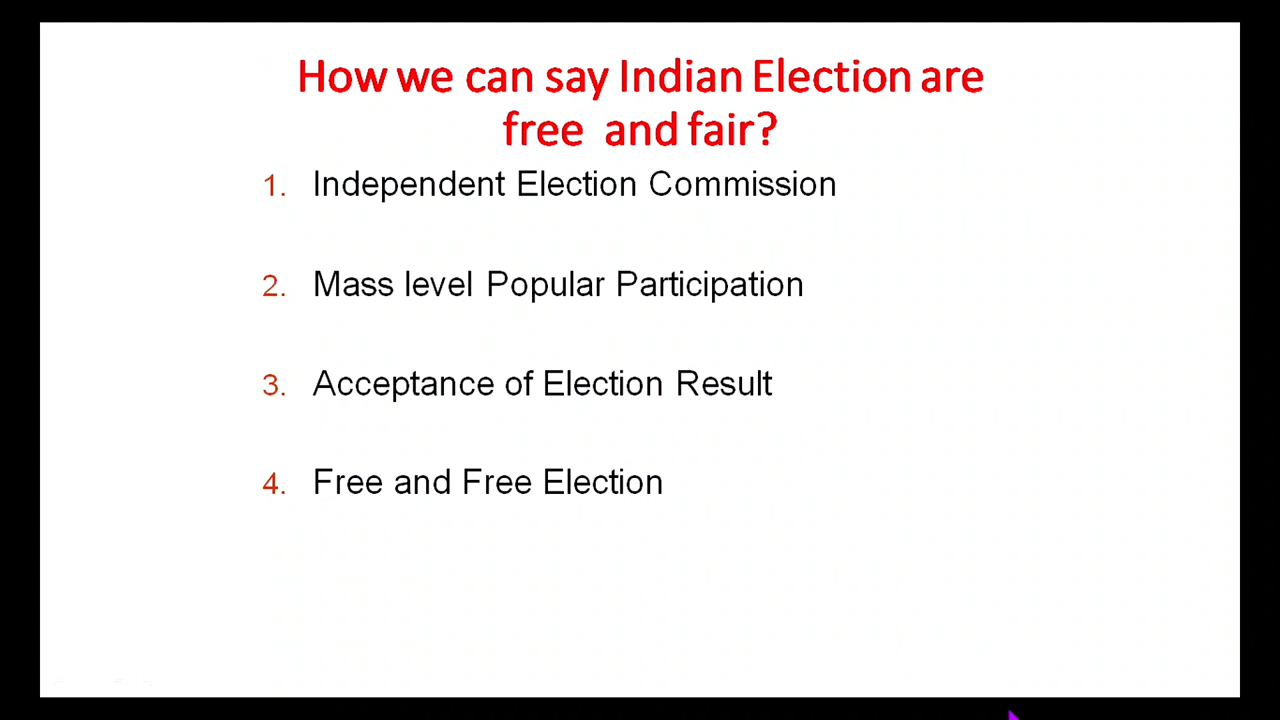 How we can say Indian Election are
free and fair?
1. Independent Election Commission
2. Mass level Popular Participation
3. Acceptance of Election Result
4. Free and Free Election